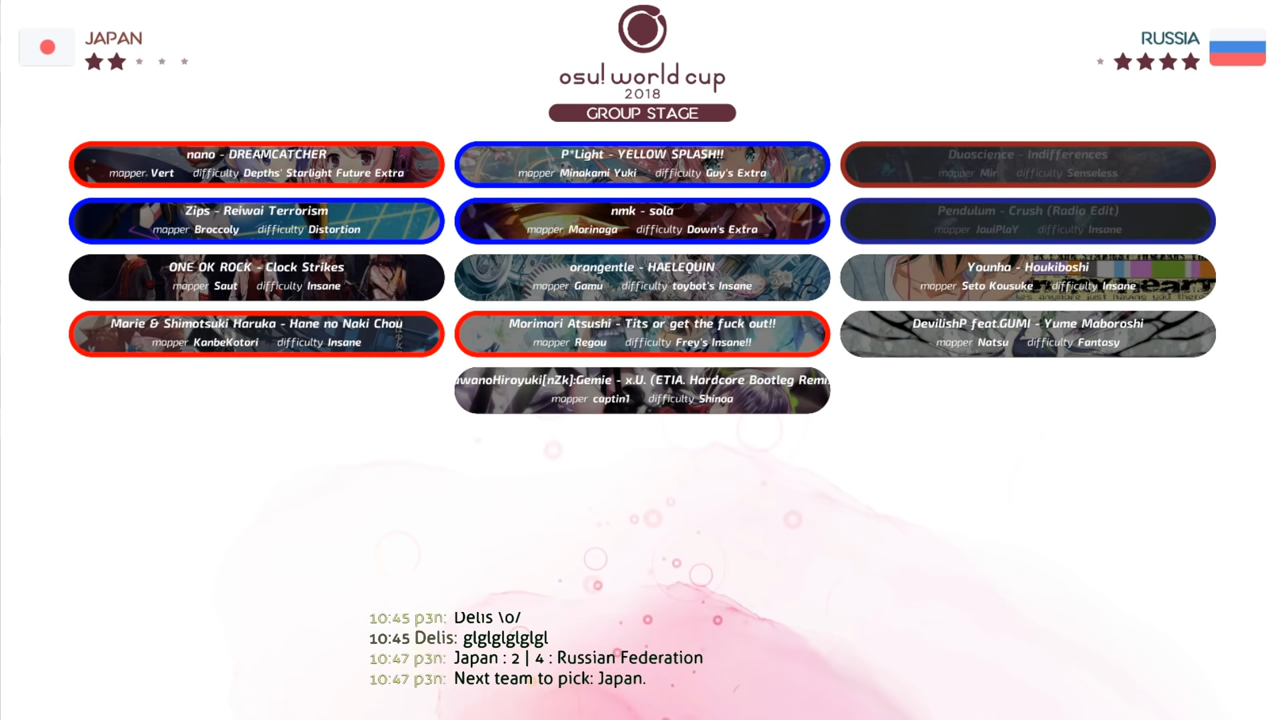 JAPAN
RUSSIA
osu! world cup
2018
GROUP STAGE
nano - DREAMCATCHER
mapper Vert difficulty Depths' Starlight Future Extra
P*Light - YELLOW SPLASH!!
mapper Minakami Yuki difficulty Guy's Extra
Duoscience - Indifferences
mapper Mir difficulty Senseless
Zips - Reiwai Terrorism
mapper Broccoly difficulty Distortion
nmk - sola
mapper Morinaga difficulty Down's Extra
Pendulum - Crush (Radio Edit)
mapper JauiPlaY difficulty Insane
ONE OK ROCK - Clock Strikes
mapper Saut difficulty Insane
orangentle - HAELEQUIN
mapper Gamu difficulty toybot's Insane
Younha - Houkiboshi
mapper Seto Kousuke difficulty Insane
Marie & Shimotsuki Haruka - Hane no Naki Chou
mapper KanbeKotori difficulty Insane
Morimori Atsushi - Tits or get the fuck out!!
mapper Regou difficulty Frey's Insane!!
DevilishP feat.GUMI - Yume Maboroshi
mapper Natsu difficulty Fantasy
wanoHiroyuki[nZk]:Gemie - x.U. (ETIA. Hardcore Bootleg Remi
mapper captin1 difficulty Shinoa
10:45 p3n: Delis \o/
10:45 Delis: glglglglglgl
10:47 p3n: Japan : 2 | 4 : Russian Federation
10:47 p3n: Next team to pick: Japan.